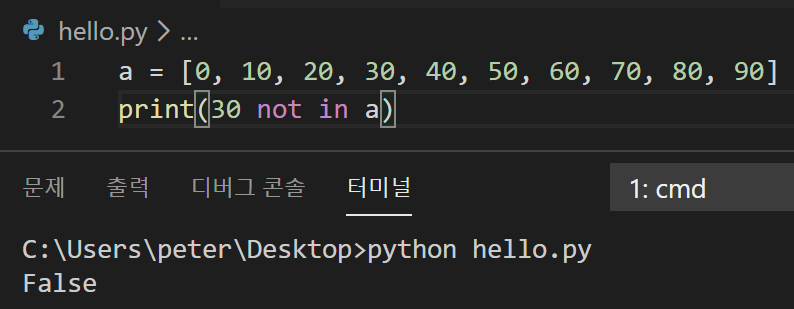 hello.py > ...
1 a = [0, 10, 20, 30, 40, 50, 60, 70, 80, 90]
2 print(30 not in a)
문제 출력 디버그 콘솔 터미널 1: cmd
C:\Users\peter\Desktop>python hello.py
False